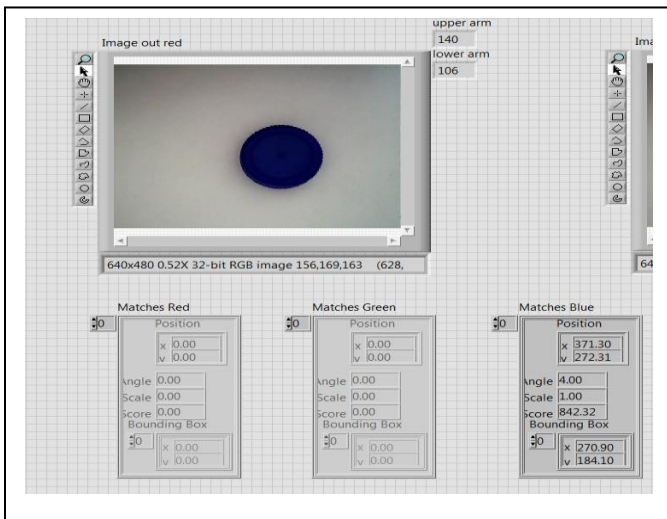 upper arm
140
Image out red
Ima
lower arm
106
640x480 0.52X 32-bit RGB image 156,169,163 (628,
64
Matches Red
Matches Green
Matches Blue
0
Position
0
Position
0
Position
x 0.00
x 0.00
x 371.30
v 0.00
v 0.00
v 272.31
Angle 0.00
Angle 0.00
Angle 4.00
Scale 0.00
Scale 0.00
Scale 1.00
Score 0.00
Score 0.00
Score 842.32
Bounding Box
Bounding Box
Bounding Box
0
x 0.00
0
x 0.00
0
x 270.90
v 0.00
v 0.00
v 184.10